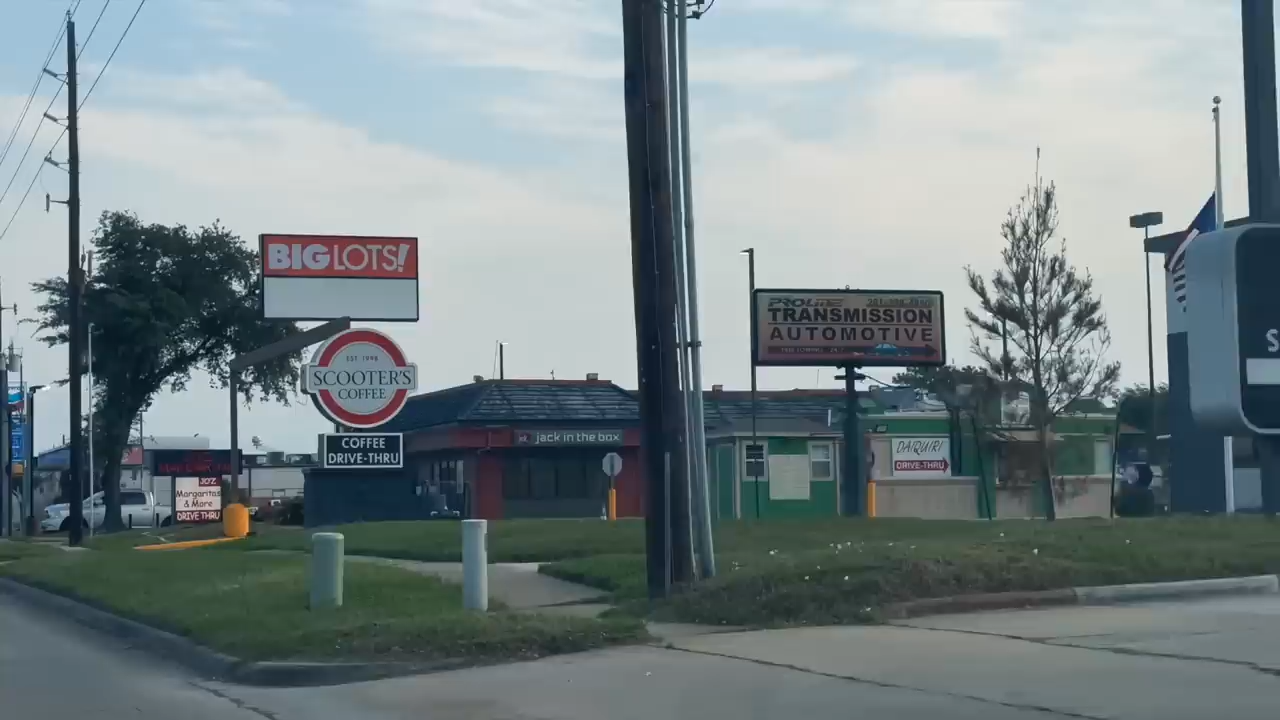 BIG LOTS!
EST. 1998
SCOOTER'S
COFFEE
COFFEE
DRIVE-THRU
JO'Z
Margaritas
& More
DRIVE THRU
jack in the box
PROLINE
TRANSMISSION
AUTOMOTIVE
DAIQUIRI
DRIVE-THRU
S